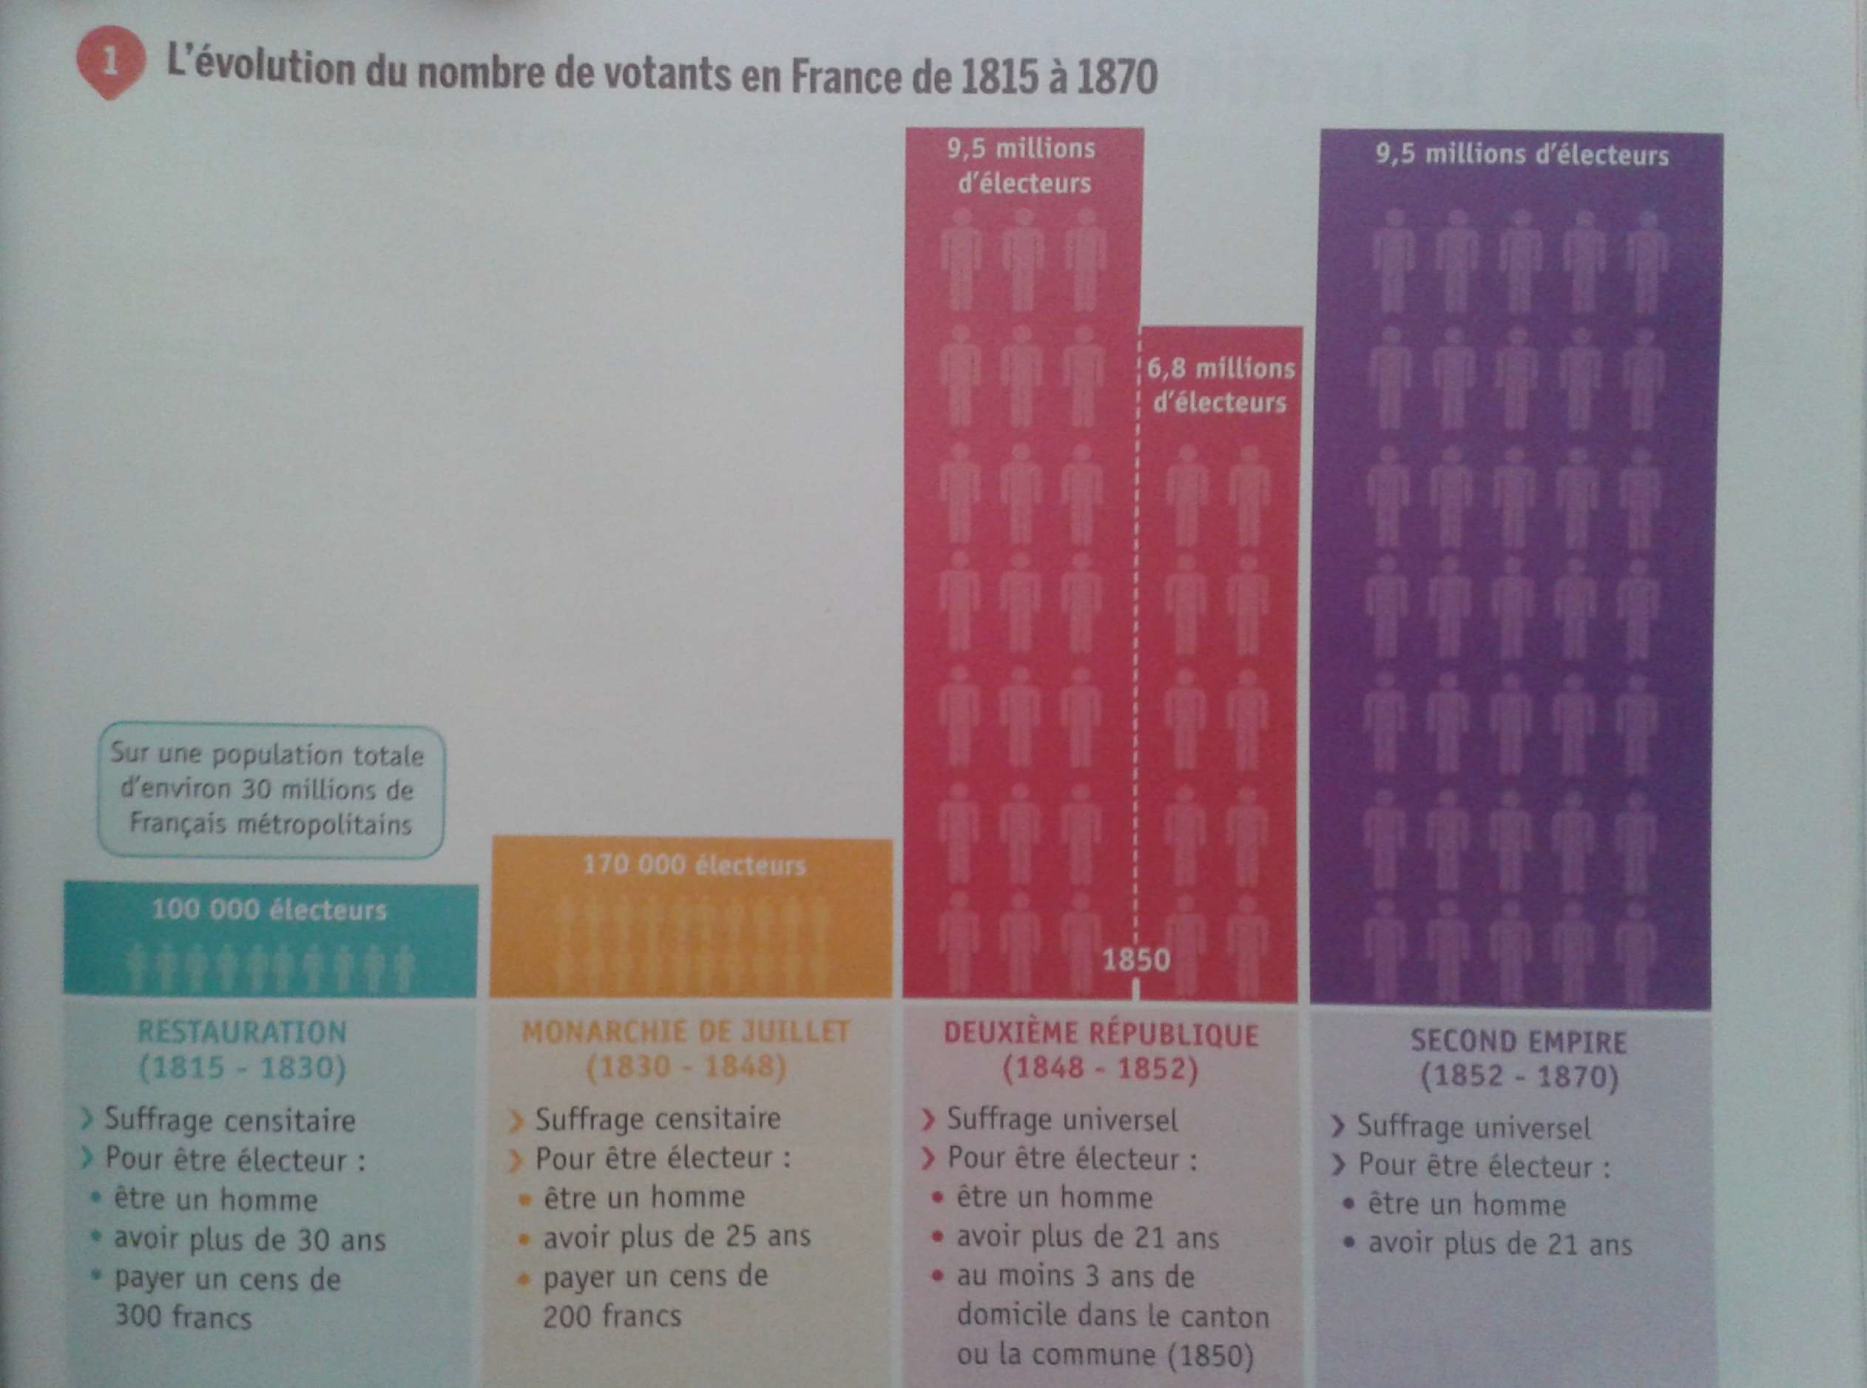 1 L'évolution du nombre de votants en France de 1815 à 1870
Sur une population totale
d'environ 30 millions de
Français métropolitains
100 000 électeurs
RESTAURATION
(1815 - 1830)
› Suffrage censitaire
› Pour être électeur :
• être un homme
• avoir plus de 30 ans
• payer un cens de
300 francs
170 000 électeurs
MONARCHIE DE JUILLET
(1830 - 1848)
› Suffrage censitaire
› Pour être électeur :
• être un homme
• avoir plus de 25 ans
• payer un cens de
200 francs
9,5 millions
d'électeurs
6,8 millions
d'électeurs
1850
DEUXIÈME RÉPUBLIQUE
(1848 - 1852)
› Suffrage universel
› Pour être électeur :
• être un homme
• avoir plus de 21 ans
• au moins 3 ans de
domicile dans le canton
ou la commune (1850)
9,5 millions d'électeurs
SECOND EMPIRE
(1852 - 1870)
› Suffrage universel
› Pour être électeur :
• être un homme
• avoir plus de 21 ans